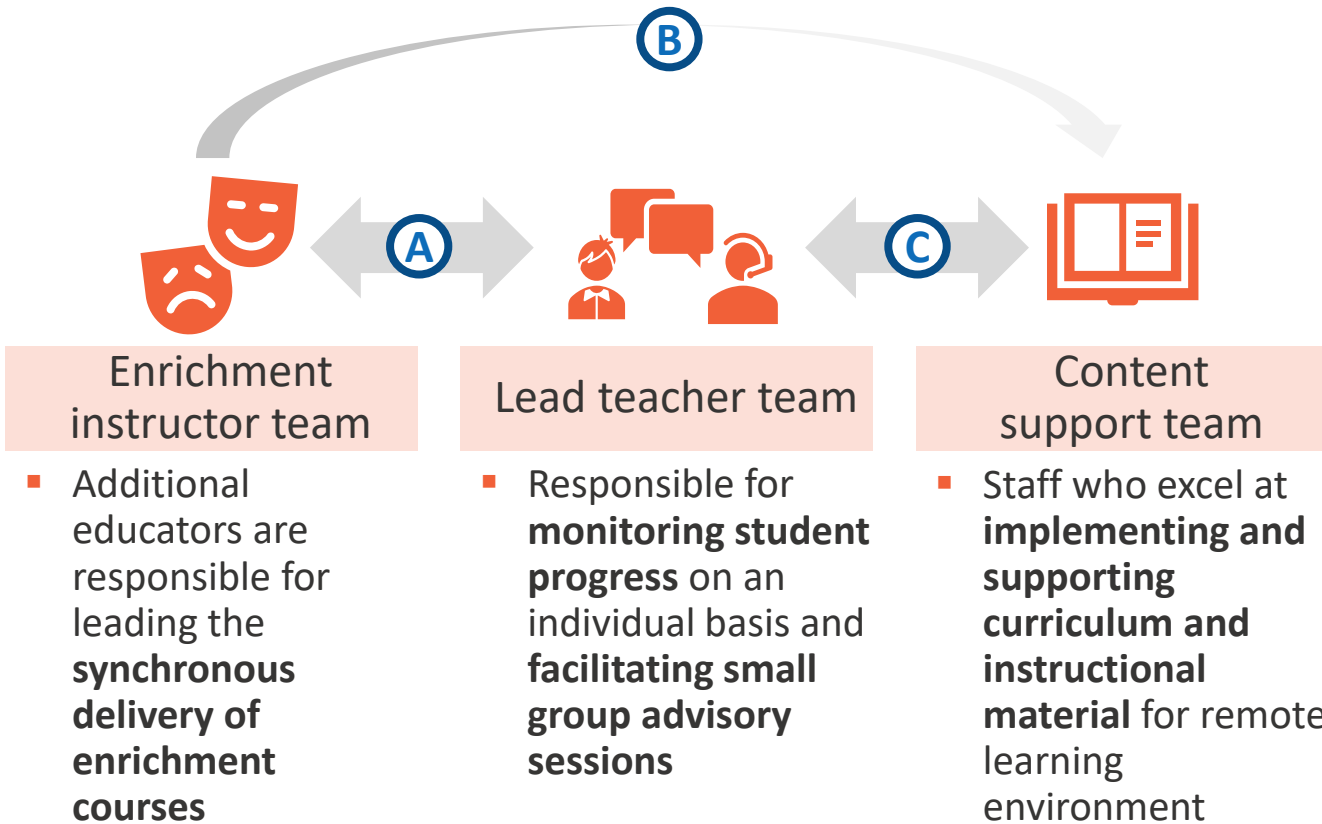 B
A
C
Enrichment
instructor team
▪ Additional
educators are
responsible for
leading the
synchronous
delivery of
enrichment
courses
Lead teacher team
▪ Responsible for
monitoring student
progress on an
individual basis and
facilitating small
group advisory
sessions
Content
support team
▪ Staff who excel at
implementing and
supporting
curriculum and
instructional
material for remote
learning
environment